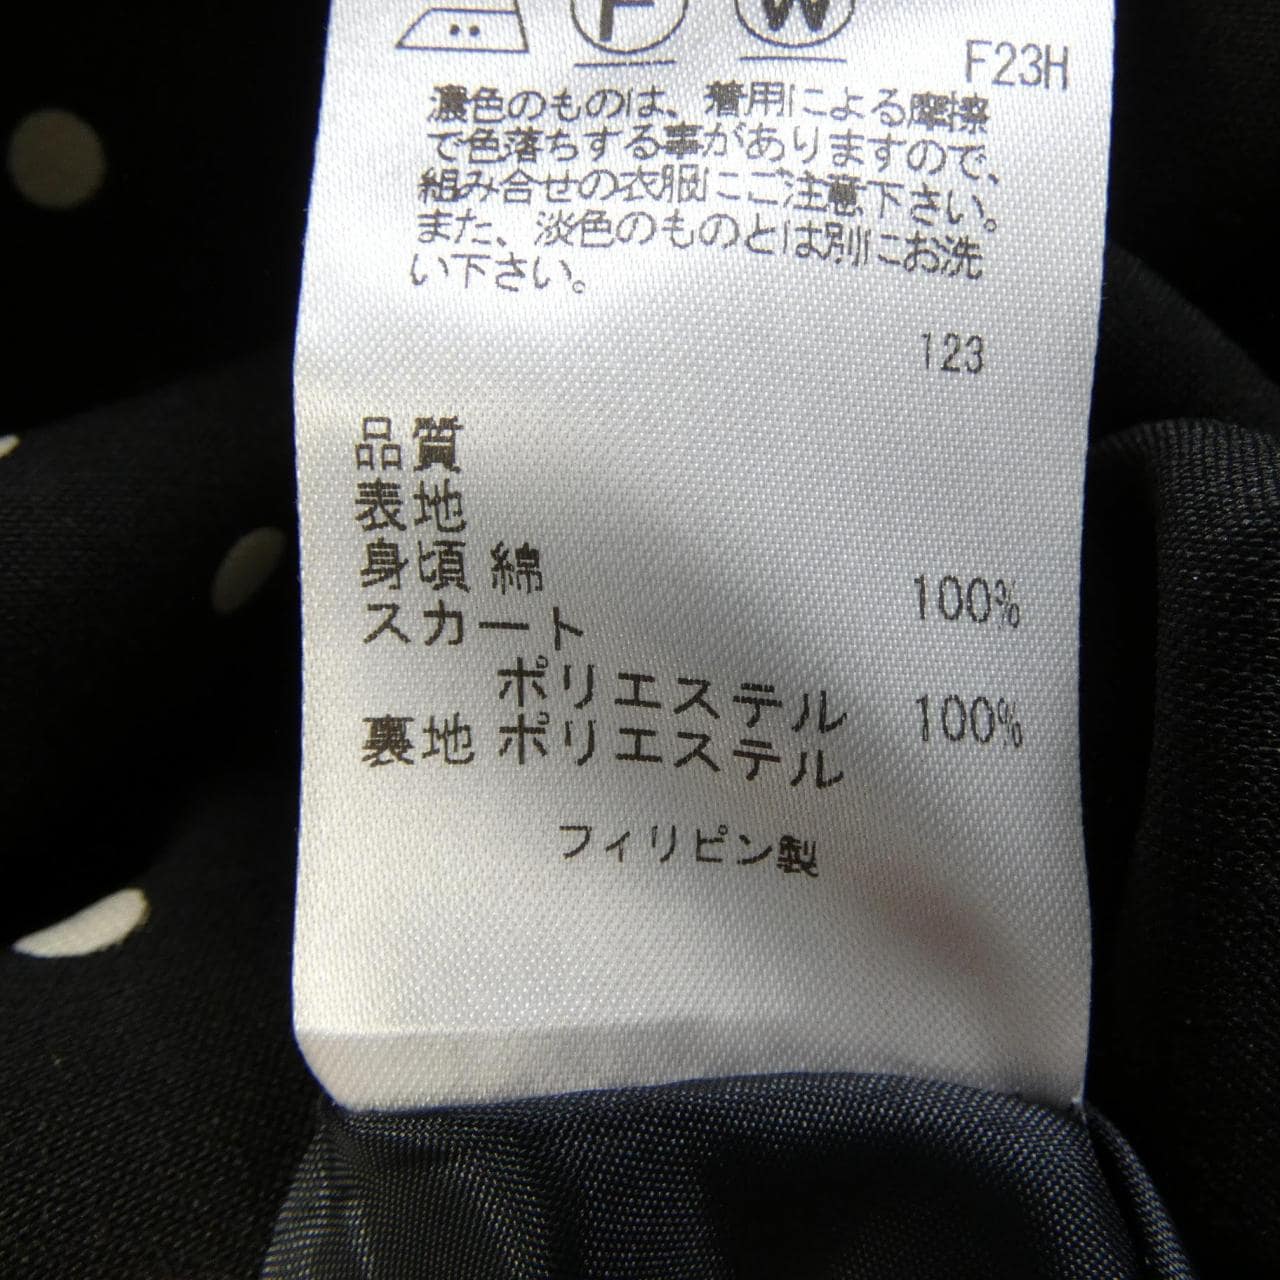 F W
F23H
濃色のものは、着用による摩擦
で色落ちする事がありますので、
組み合せの衣服にご注意下さい。
また、淡色のものとは別にお洗
い下さい。
123
品質
表地
身頃 綿 100%
スカート
ポリエステル 100%
裏地 ポリエステル
フィリピン製